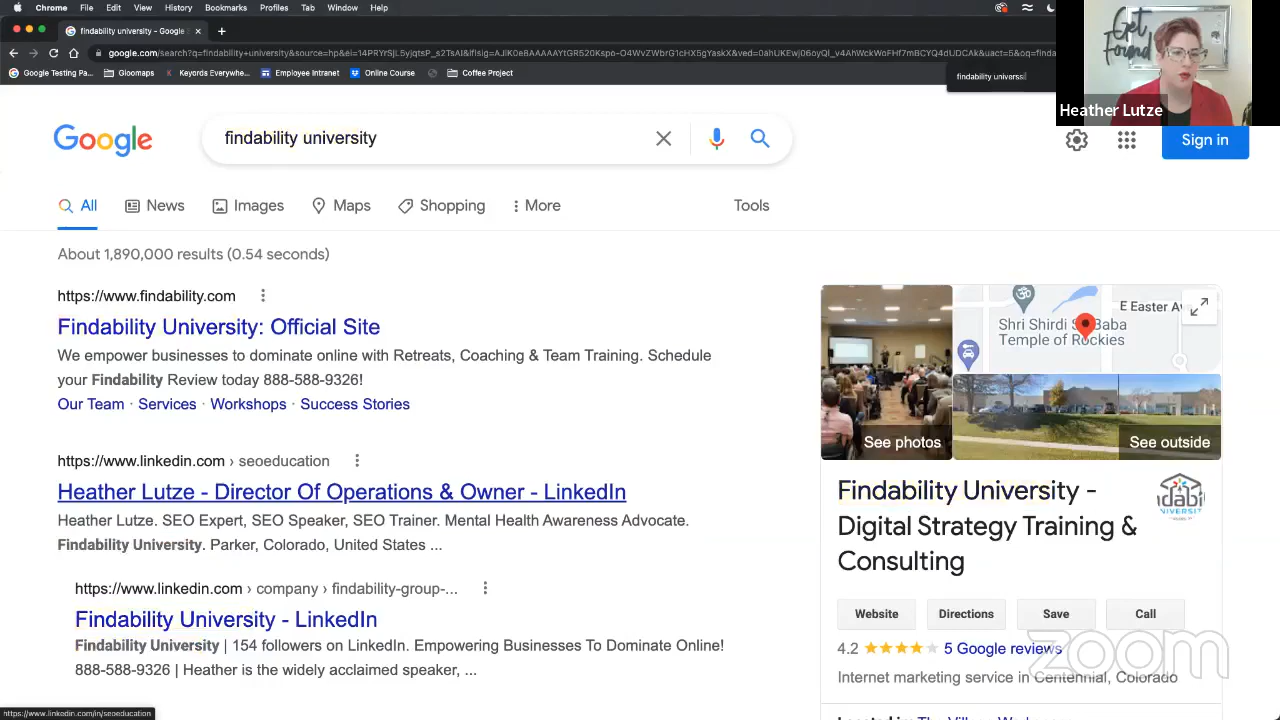 Chrome File Edit View History Bookmarks Profiles Tab Window Help
findability university - Google
Google Testing Pa... Gloomaps Keyords Everywhe... Employee Intranet Online Course Coffee Project
Get Found
Heather Lutze
Google
findability university
Sign in
All News Images Maps Shopping More Tools
About 1,890,000 results (0.54 seconds)
https://www.findability.com
Findability University: Official Site
We empower businesses to dominate online with Retreats, Coaching & Team Training. Schedule
your Findability Review today 888-588-9326!
Our Team · Services · Workshops · Success Stories
https://www.linkedin.com › seoeducation
Heather Lutze - Director Of Operations & Owner - LinkedIn
Heather Lutze. SEO Expert, SEO Speaker, SEO Trainer. Mental Health Awareness Advocate.
Findability University. Parker, Colorado, United States ...
https://www.linkedin.com › company › findability-group-...
Findability University - LinkedIn
Findability University | 154 followers on LinkedIn. Empowering Businesses To Dominate Online!
888-588-9326 | Heather is the widely acclaimed speaker, ...
E Easter Av
Shri Shirdi Baba
Temple of Rockies
See photos
See outside
Findability University -
Digital Strategy Training &
Consulting
Website Directions Save Call
4.2 5 Google reviews
Internet marketing service in Centennial, Colorado
zoom
https://www.linkedin.com/in/seoeducation